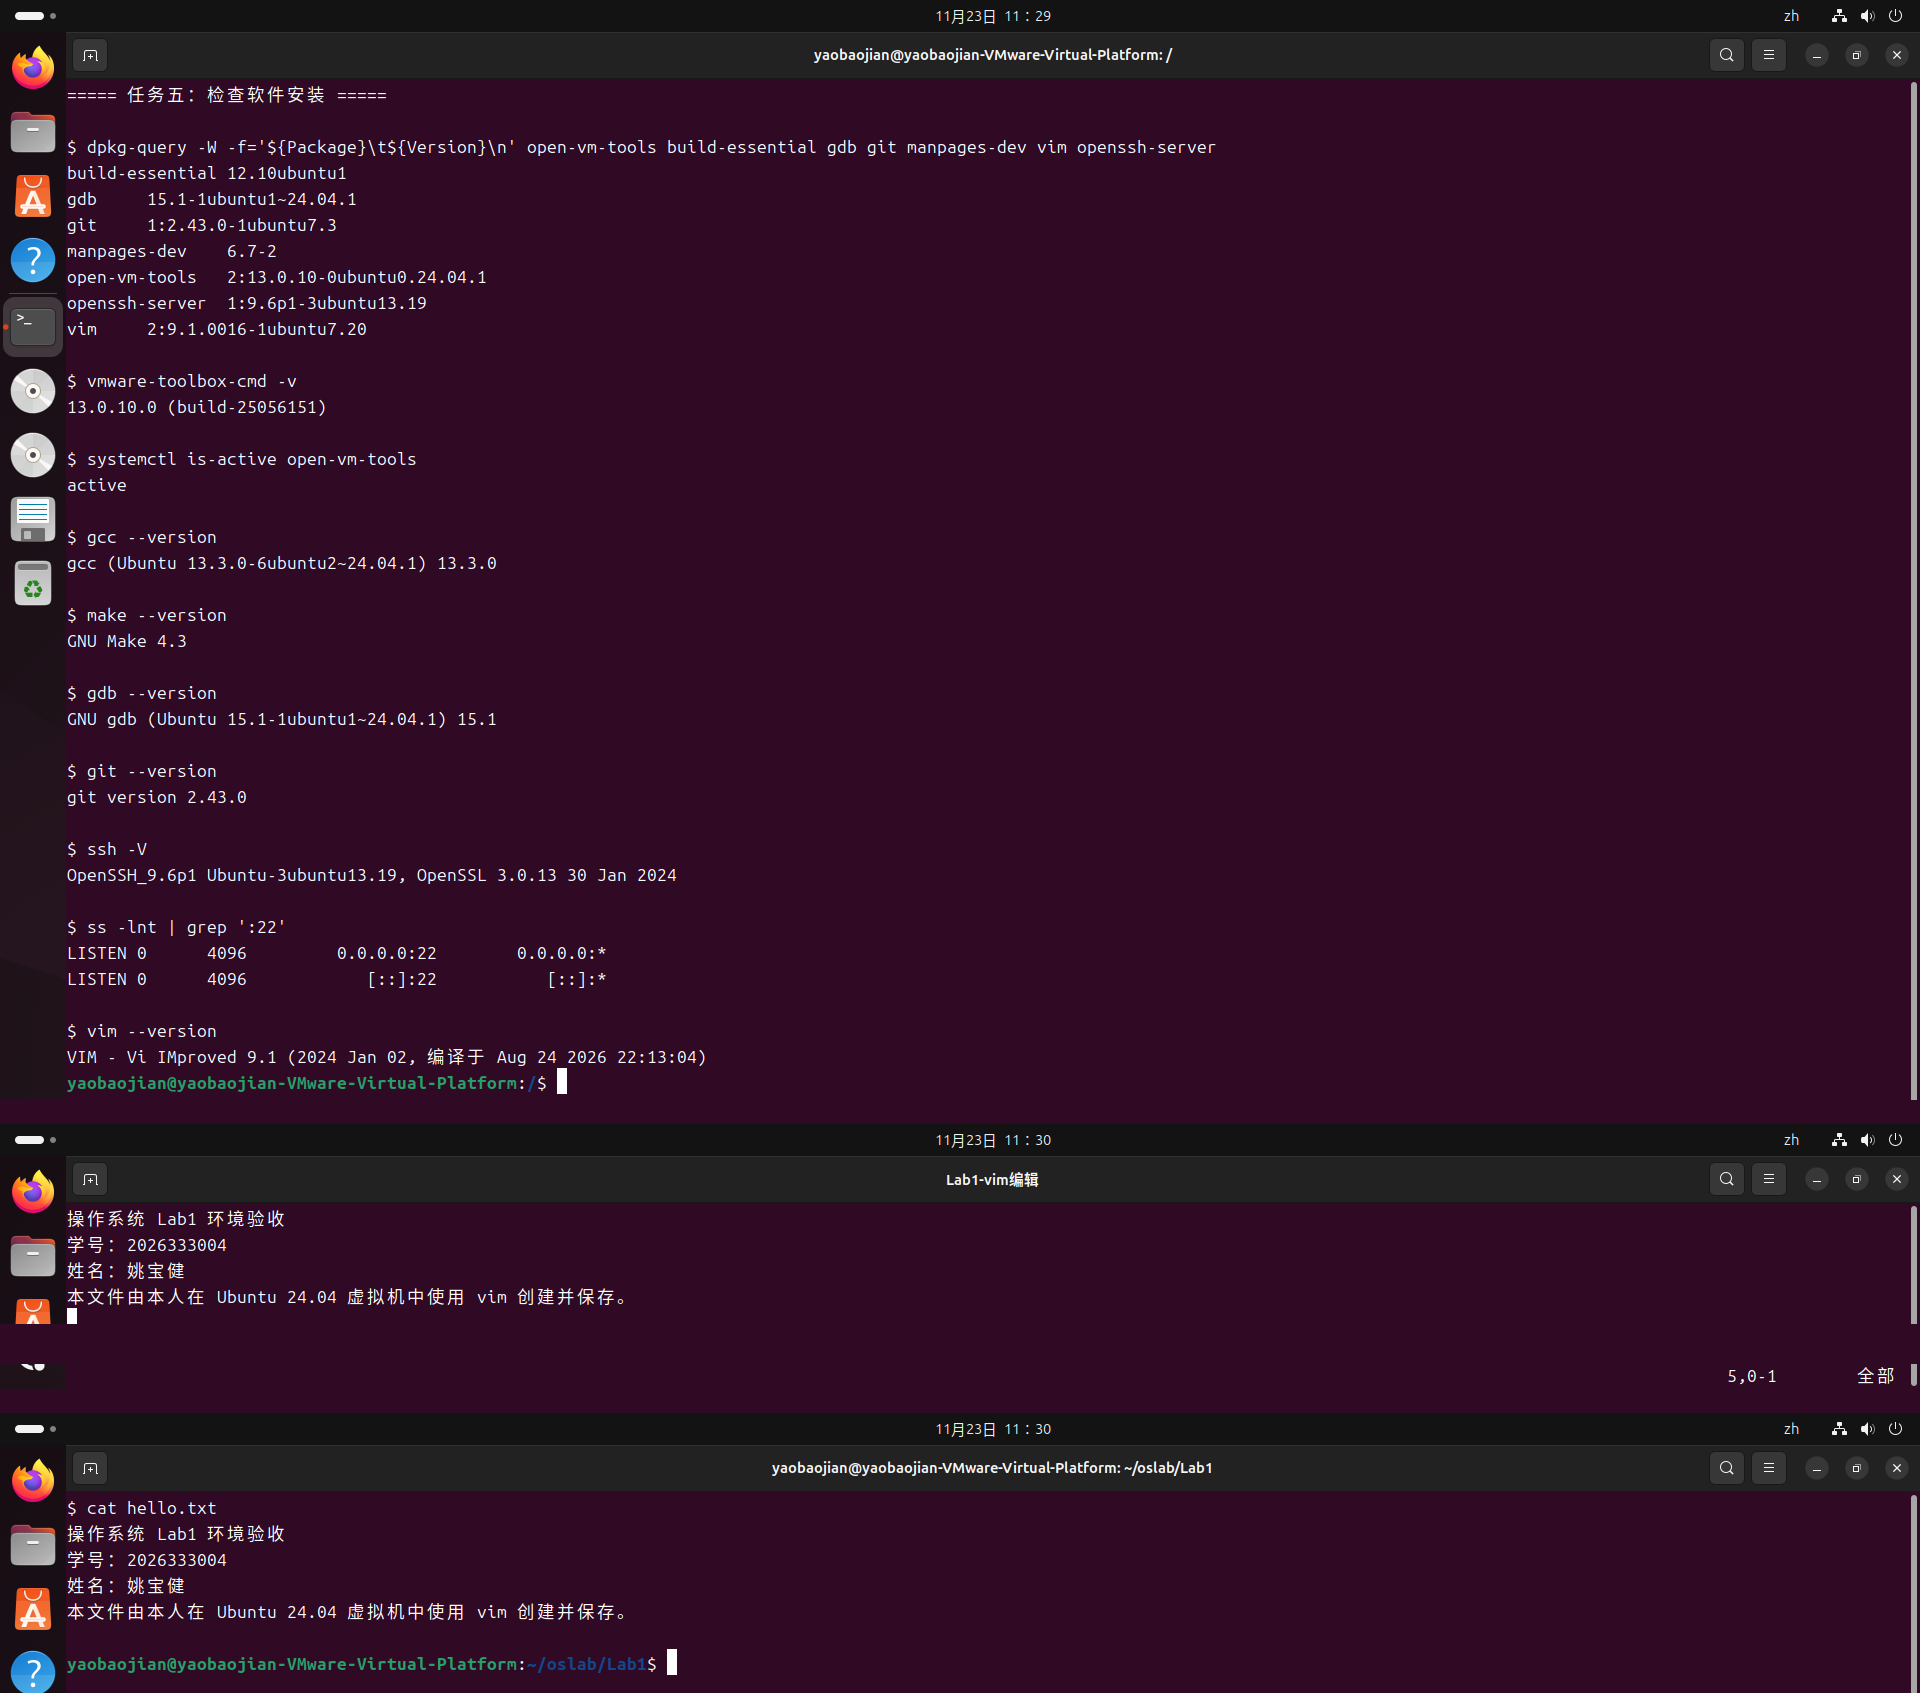 11月23日 11：29
zh
yaobaojian@yaobaojian-VMware-Virtual-Platform: /
===== 任务五：检查软件安装 =====
$ dpkg-query -W -f='${Package}\t${Version}\n' open-vm-tools build-essential gdb git manpages-dev vim openssh-server
build-essential 12.10ubuntu1
gdb 15.1-1ubuntu1~24.04.1
git 1:2.43.0-1ubuntu7.3
manpages-dev 6.7-2
open-vm-tools 2:13.0.10-0ubuntu0.24.04.1
openssh-server 1:9.6p1-3ubuntu13.19
vim 2:9.1.0016-1ubuntu7.20
$ vmware-toolbox-cmd -v
13.0.10.0 (build-25056151)
$ systemctl is-active open-vm-tools
active
$ gcc --version
gcc (Ubuntu 13.3.0-6ubuntu2~24.04.1) 13.3.0
$ make --version
GNU Make 4.3
$ gdb --version
GNU gdb (Ubuntu 15.1-1ubuntu1~24.04.1) 15.1
$ git --version
git version 2.43.0
$ ssh -V
OpenSSH_9.6p1 Ubuntu-3ubuntu13.19, OpenSSL 3.0.13 30 Jan 2024
$ ss -lnt | grep ':22'
LISTEN 0 4096 0.0.0.0:22 0.0.0.0:*
LISTEN 0 4096 [::]:22 [::]:*
$ vim --version
VIM - Vi IMproved 9.1 (2024 Jan 02, 编译于 Aug 24 2026 22:13:04)
yaobaojian@yaobaojian-VMware-Virtual-Platform:/$
11月23日 11：30
zh
Lab1-vim编辑
操作系统 Lab1 环境验收
学号：2026333004
姓名：姚宝健
本文件由本人在 Ubuntu 24.04 虚拟机中使用 vim 创建并保存。
5,0-1 全部
11月23日 11：30
zh
yaobaojian@yaobaojian-VMware-Virtual-Platform: ~/oslab/Lab1
$ cat hello.txt
操作系统 Lab1 环境验收
学号：2026333004
姓名：姚宝健
本文件由本人在 Ubuntu 24.04 虚拟机中使用 vim 创建并保存。
yaobaojian@yaobaojian-VMware-Virtual-Platform:~/oslab/Lab1$